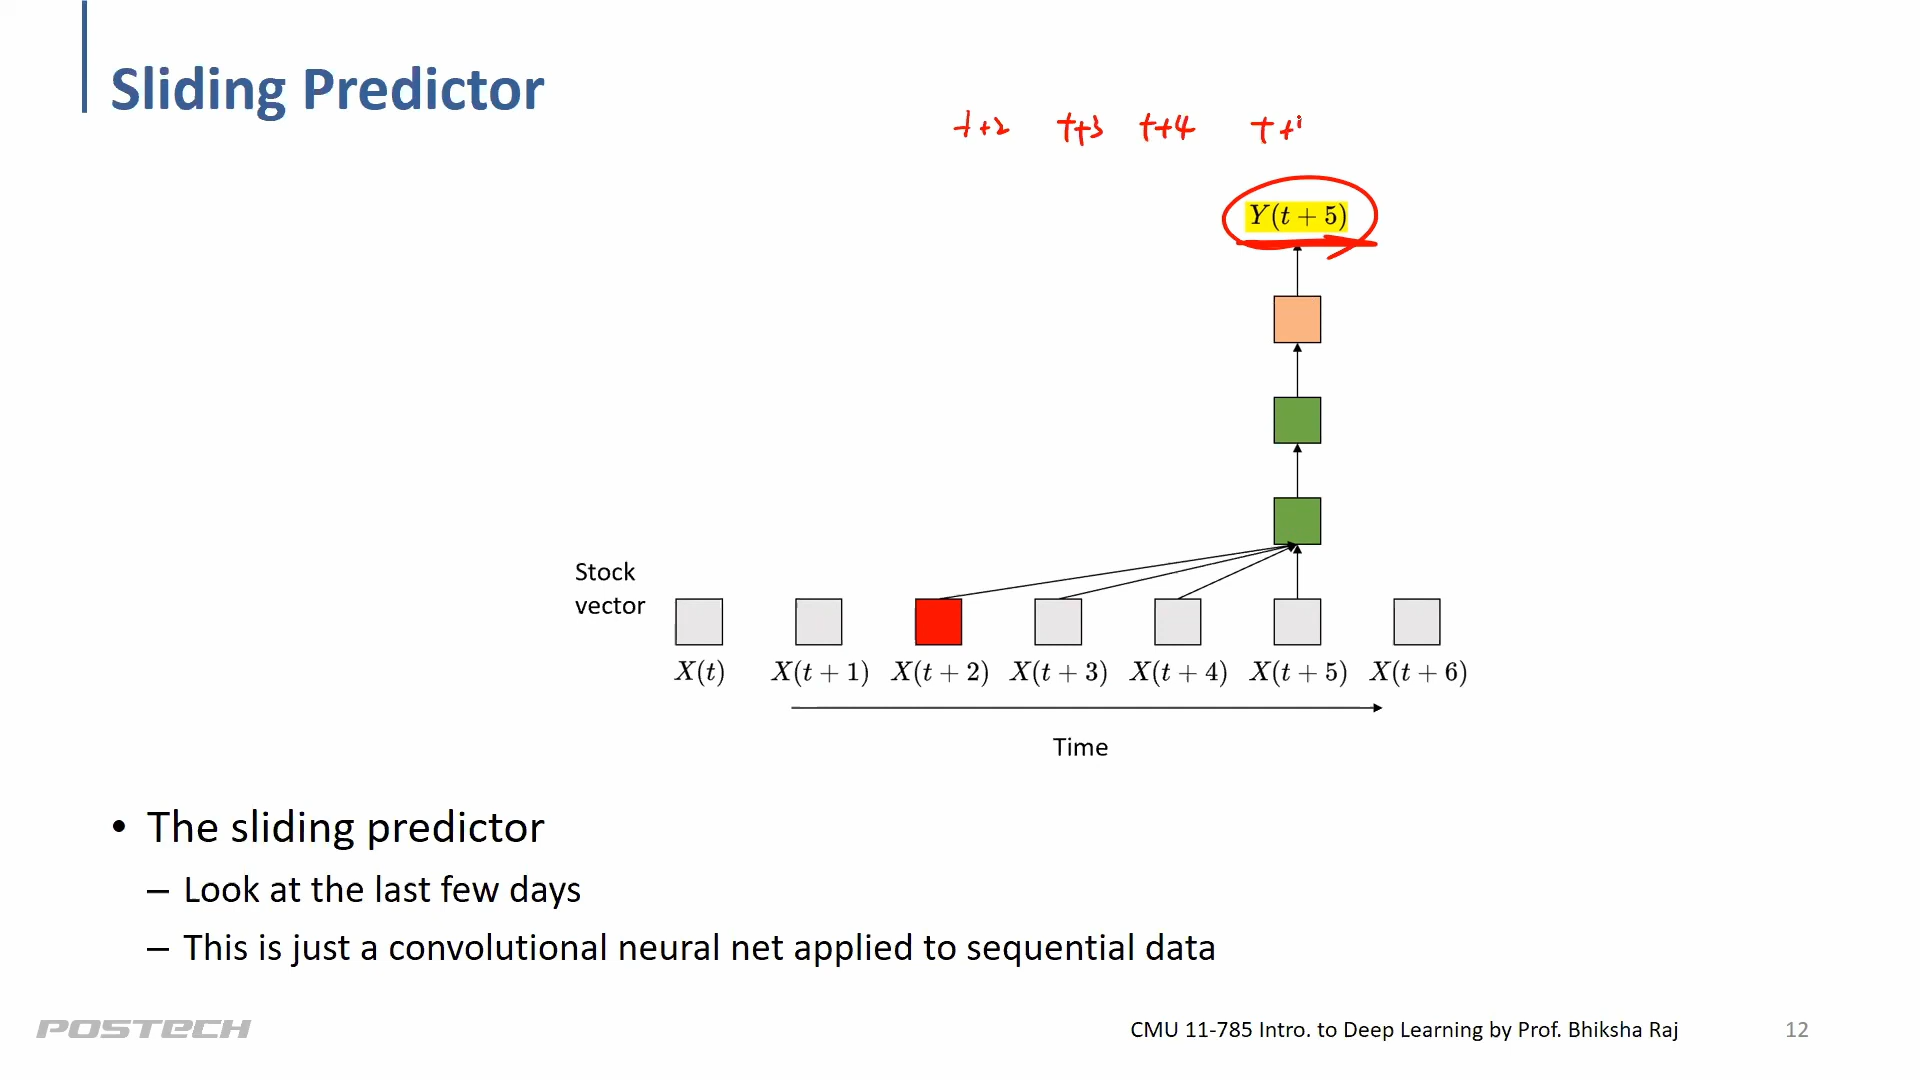 Sliding Predictor
t+2 t+3 t+4 t+
Y(t + 5)
Stock
vector
X(t) X(t + 1) X(t + 2) X(t + 3) X(t + 4) X(t + 5) X(t + 6)
Time
• The sliding predictor
– Look at the last few days
– This is just a convolutional neural net applied to sequential data
POSTECH
CMU 11-785 Intro. to Deep Learning by Prof. Bhiksha Raj 12